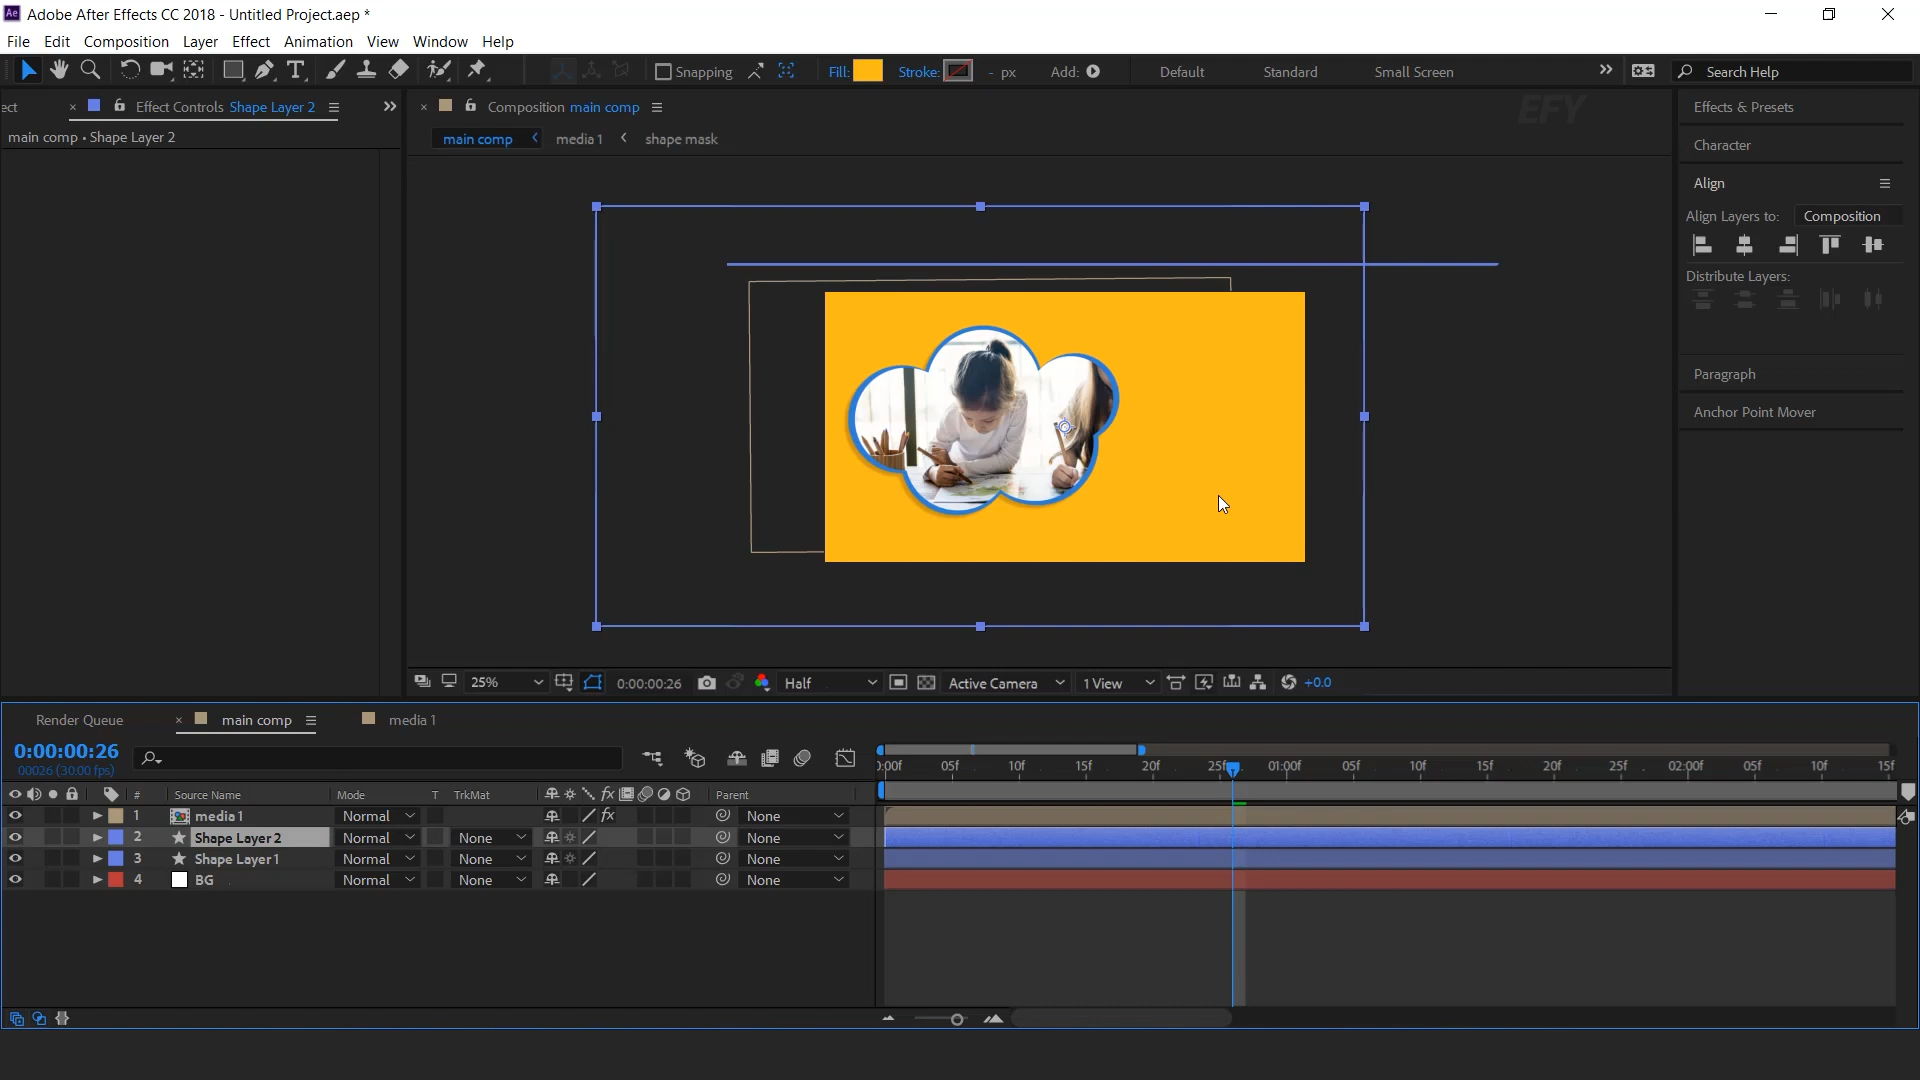 Ae Adobe After Effects CC 2018 - Untitled Project.aep *
File Edit Composition Layer Effect Animation View Window Help
Snapping Fill: Stroke: - px Add: Default Standard Small Screen Search Help
ect × Effect Controls Shape Layer 2 × Composition main comp Effects & Presets
EFY
main comp • Shape Layer 2 main comp media 1 shape mask
Character
Align
Align Layers to: Composition
Distribute Layers:
Paragraph
Anchor Point Mover
25% 0:00:00:26 Half Active Camera 1 View +0.0
Render Queue × main comp media 1
0:00:00:26
00026 (30.00 fps)
0:00f 05f 10f 15f 20f 25f 01:00f 05f 10f 15f 20f 25f 02:00f 05f 10f 15f
# Source Name Mode T TrkMat fx Parent
1 media 1 Normal fx None
2 Shape Layer 2 Normal None None
3 Shape Layer 1 Normal None None
4 BG Normal None None